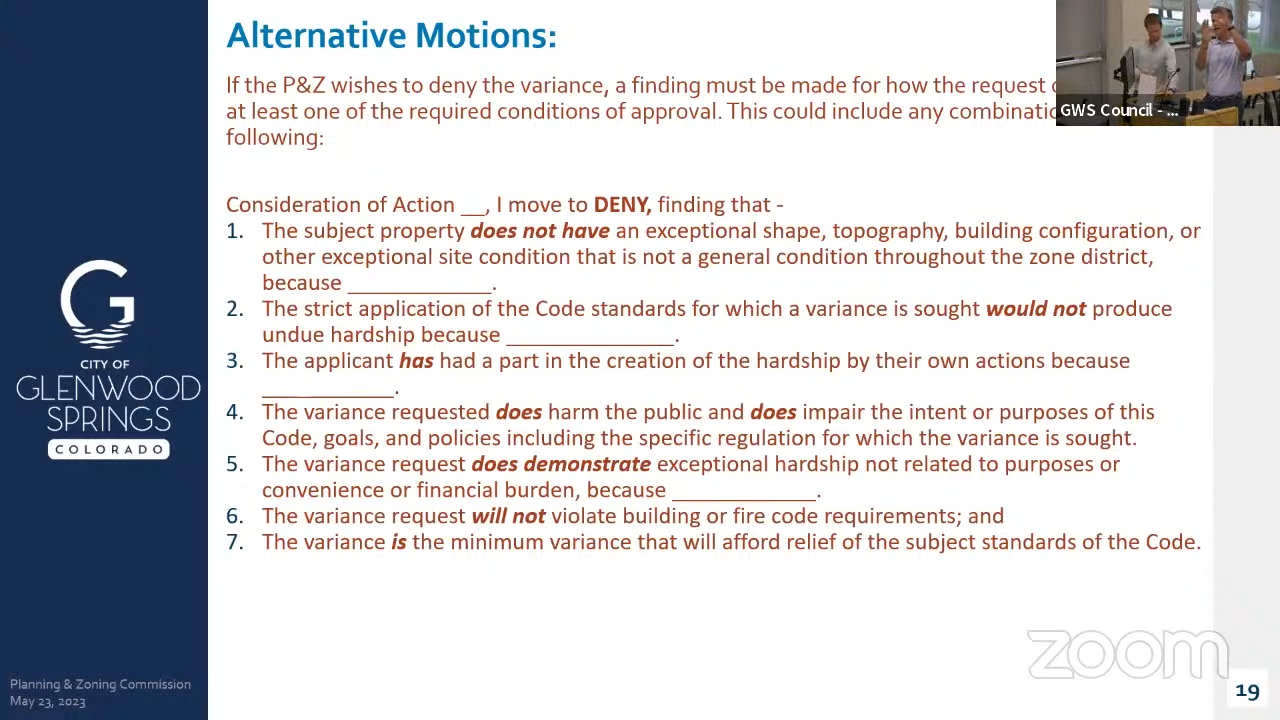 Alternative Motions:
If the P&Z wishes to deny the variance, a finding must be made for how the request
at least one of the required conditions of approval. This could include any
following:
GWS Council - ...
Consideration of Action __, I move to DENY, finding that -
1. The subject property does not have an exceptional shape, topography, building configuration, or
other exceptional site condition that is not a general condition throughout the zone district,
because _____________.
2. The strict application of the Code standards for which a variance is sought would not produce
undue hardship because _______________.
3. The applicant has had a part in the creation of the hardship by their own actions because
____________.
4. The variance requested does harm the public and does impair the intent or purposes of this
Code, goals, and policies including the specific regulation for which the variance is sought.
5. The variance request does demonstrate exceptional hardship not related to purposes or
convenience or financial burden, because _____________.
6. The variance request will not violate building or fire code requirements; and
7. The variance is the minimum variance that will afford relief of the subject standards of the Code.
G
CITY OF
GLENWOOD
SPRINGS
COLORADO
Planning & Zoning Commission
May 23, 2023
zoom
19